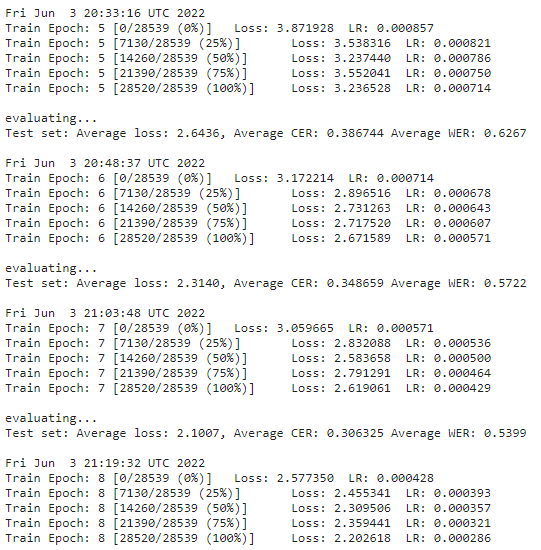 Fri Jun  3 20:33:16 UTC 2022
Train Epoch: 5 [0/28539 (0%)]	Loss: 3.871928	LR: 0.000857
Train Epoch: 5 [7130/28539 (25%)]	Loss: 3.538316	LR: 0.000821
Train Epoch: 5 [14260/28539 (50%)]	Loss: 3.237440	LR: 0.000786
Train Epoch: 5 [21390/28539 (75%)]	Loss: 3.552041	LR: 0.000750
Train Epoch: 5 [28520/28539 (100%)]	Loss: 3.236528	LR: 0.000714

evaluating...
Test set: Average loss: 2.6436, Average CER: 0.386744 Average WER: 0.6267

Fri Jun  3 20:48:37 UTC 2022
Train Epoch: 6 [0/28539 (0%)]	Loss: 3.172214	LR: 0.000714
Train Epoch: 6 [7130/28539 (25%)]	Loss: 2.896516	LR: 0.000678
Train Epoch: 6 [14260/28539 (50%)]	Loss: 2.731263	LR: 0.000643
Train Epoch: 6 [21390/28539 (75%)]	Loss: 2.717520	LR: 0.000607
Train Epoch: 6 [28520/28539 (100%)]	Loss: 2.671589	LR: 0.000571

evaluating...
Test set: Average loss: 2.3140, Average CER: 0.348659 Average WER: 0.5722

Fri Jun  3 21:03:48 UTC 2022
Train Epoch: 7 [0/28539 (0%)]	Loss: 3.059665	LR: 0.000571
Train Epoch: 7 [7130/28539 (25%)]	Loss: 2.832088	LR: 0.000536
Train Epoch: 7 [14260/28539 (50%)]	Loss: 2.583658	LR: 0.000500
Train Epoch: 7 [21390/28539 (75%)]	Loss: 2.791291	LR: 0.000464
Train Epoch: 7 [28520/28539 (100%)]	Loss: 2.619061	LR: 0.000429

evaluating...
Test set: Average loss: 2.1007, Average CER: 0.306325 Average WER: 0.5399

Fri Jun  3 21:19:32 UTC 2022
Train Epoch: 8 [0/28539 (0%)]	Loss: 2.577350	LR: 0.000428
Train Epoch: 8 [7130/28539 (25%)]	Loss: 2.455341	LR: 0.000393
Train Epoch: 8 [14260/28539 (50%)]	Loss: 2.309506	LR: 0.000357
Train Epoch: 8 [21390/28539 (75%)]	Loss: 2.359441	LR: 0.000321
Train Epoch: 8 [28520/28539 (100%)]	Loss: 2.202618	LR: 0.000286